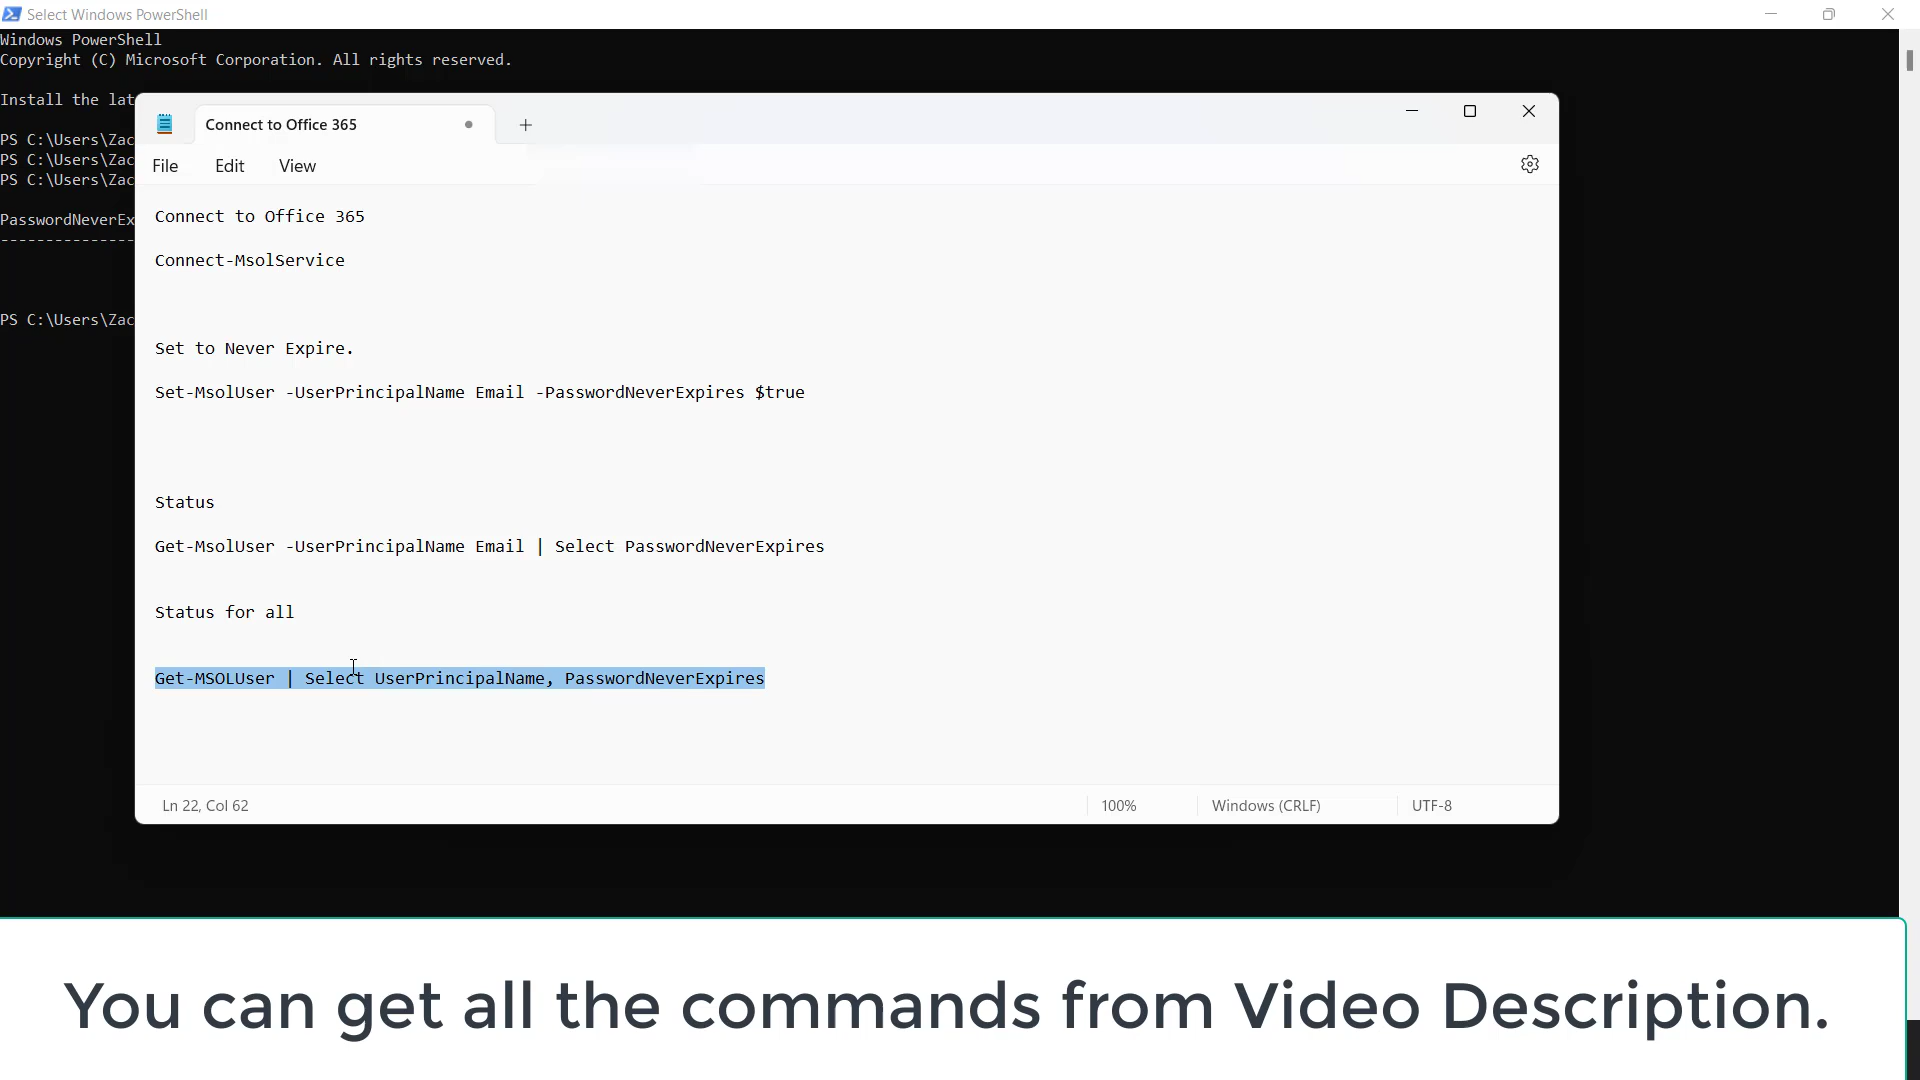 Select Windows PowerShell
Windows PowerShell
Copyright (C) Microsoft Corporation. All rights reserved.
Install the lat
PS C:\Users\Zac
PS C:\Users\Zac
PS C:\Users\Zac
PasswordNeverEx
---------------
PS C:\Users\Zac
Connect to Office 365
File Edit View
Connect to Office 365
Connect-MsolService
Set to Never Expire.
Set-MsolUser -UserPrincipalName Email -PasswordNeverExpires $true
Status
Get-MsolUser -UserPrincipalName Email | Select PasswordNeverExpires
Status for all
Get-MSOLUser | Select UserPrincipalName, PasswordNeverExpires
Ln 22, Col 62 100% Windows (CRLF) UTF-8
You can get all the commands from Video Description.